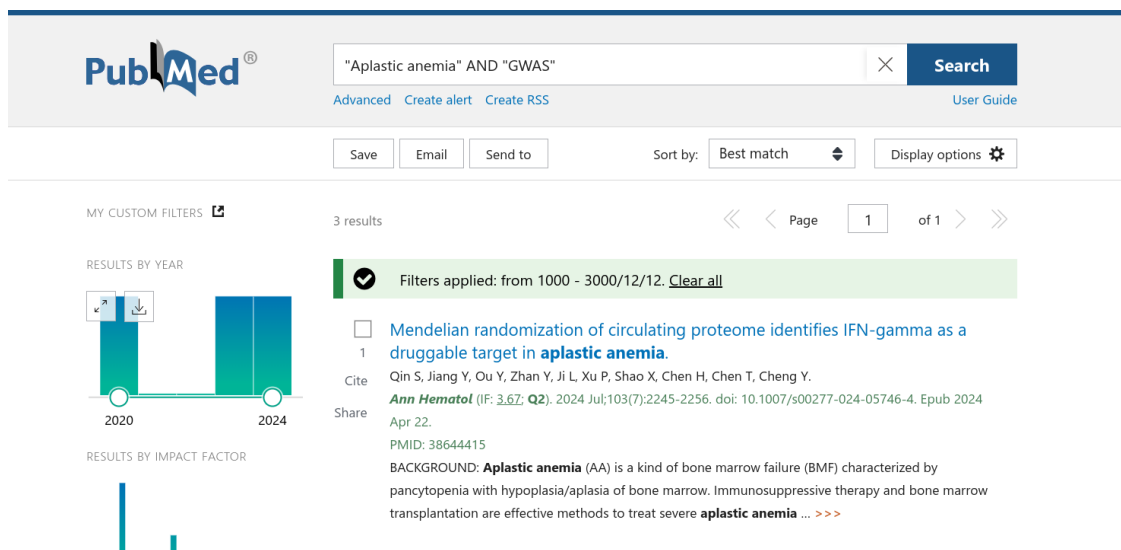 PubMed®
"Aplastic anemia" AND "GWAS"
Search
Advanced Create alert Create RSS
User Guide
Save Email Send to
Sort by: Best match
Display options
MY CUSTOM FILTERS
3 results
Page 1 of 1
RESULTS BY YEAR
Filters applied: from 1000 - 3000/12/12. Clear all
Mendelian randomization of circulating proteome identifies IFN-gamma as a
1
druggable target in aplastic anemia.
Cite
Qin S, Jiang Y, Ou Y, Zhan Y, Ji L, Xu P, Shao X, Chen H, Chen T, Cheng Y.
Ann Hematol (IF: 3.67; Q2). 2024 Jul;103(7):2245-2256. doi: 10.1007/s00277-024-05746-4. Epub 2024
Share
Apr 22.
2020 2024
PMID: 38644415
RESULTS BY IMPACT FACTOR
BACKGROUND: Aplastic anemia (AA) is a kind of bone marrow failure (BMF) characterized by
pancytopenia with hypoplasia/aplasia of bone marrow. Immunosuppressive therapy and bone marrow
transplantation are effective methods to treat severe aplastic anemia ... >>>